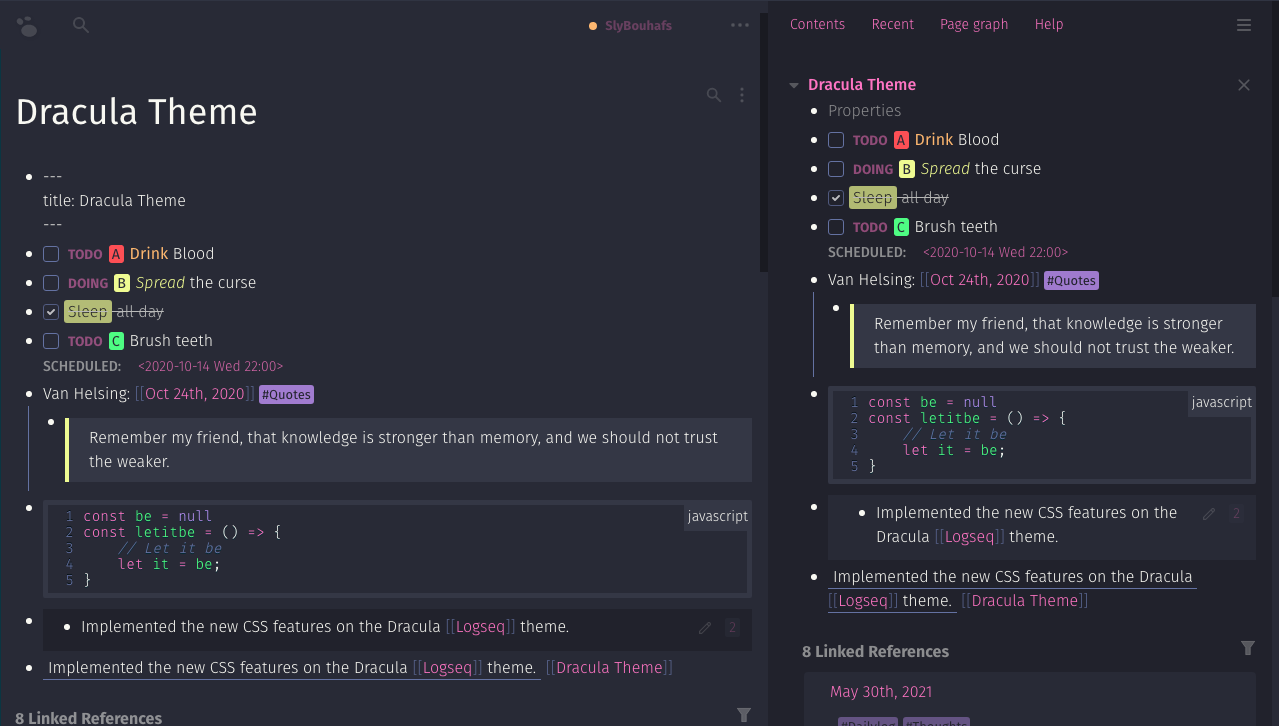 SlyBouhafs
Dracula Theme
---
title: Dracula Theme
---
TODO A Drink Blood
DOING B Spread the curse
Sleep all day
TODO C Brush teeth
SCHEDULED: <2020-10-14 Wed 22:00>
Van Helsing: [[Oct 24th, 2020]] #Quotes
Remember my friend, that knowledge is stronger than memory, and we should not trust
the weaker.
javascript
1 const be = null
2 const letitbe = () => {
3 // Let it be
4 let it = be;
5 }
Implemented the new CSS features on the Dracula [[Logseq]] theme. 2
Implemented the new CSS features on the Dracula [[Logseq]] theme. [[Dracula Theme]]
8 Linked References
Contents Recent Page graph Help
Dracula Theme
Properties
TODO A Drink Blood
DOING B Spread the curse
Sleep all day
TODO C Brush teeth
SCHEDULED: <2020-10-14 Wed 22:00>
Van Helsing: [[Oct 24th, 2020]] #Quotes
Remember my friend, that knowledge is stronger
than memory, and we should not trust the weaker.
javascript
1 const be = null
2 const letitbe = () => {
3 // Let it be
4 let it = be;
5 }
Implemented the new CSS features on the 2
Dracula [[Logseq]] theme.
Implemented the new CSS features on the Dracula
[[Logseq]] theme. [[Dracula Theme]]
8 Linked References
May 30th, 2021
#Dailylog #Thoughts